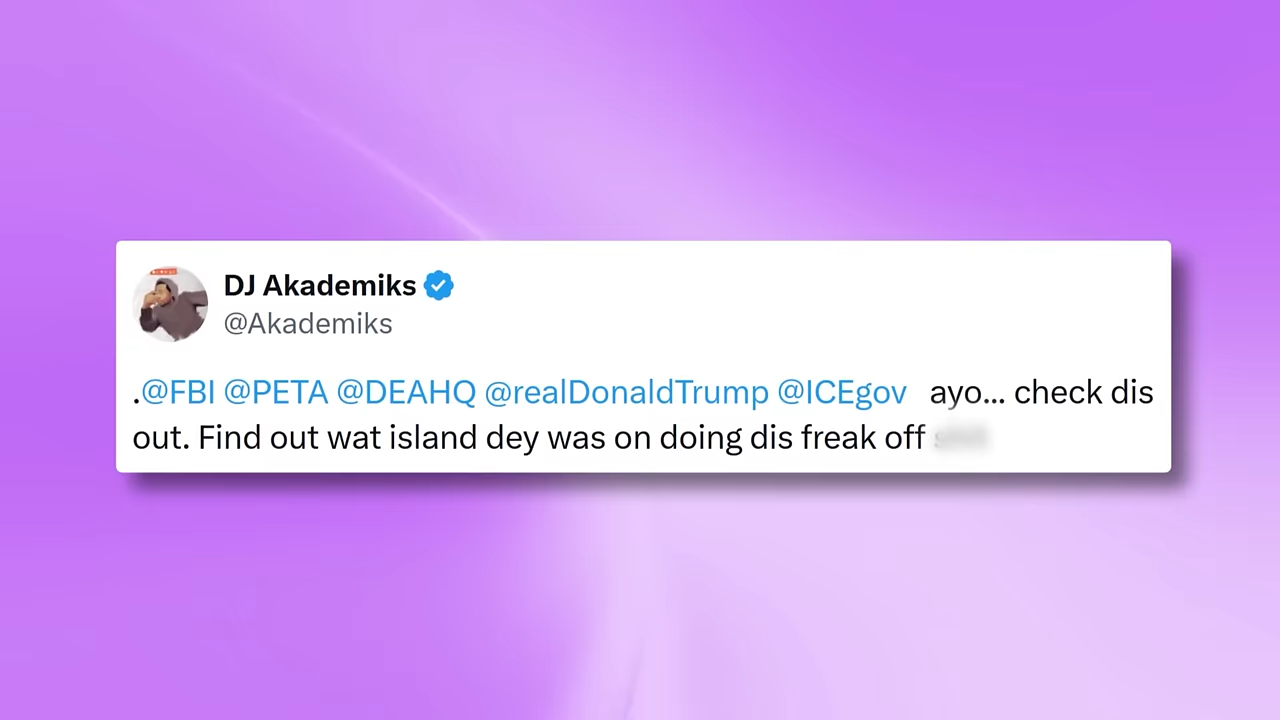 DJ Akademiks
@Akademiks
.@FBI @PETA @DEAHQ @realDonaldTrump @ICEgov ayo... check dis
out. Find out wat island dey was on doing dis freak off